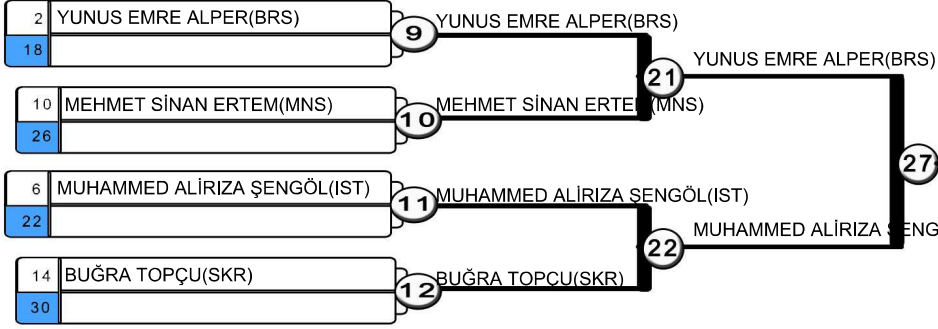 2 YUNUS EMRE ALPER(BRS)
18
9 YUNUS EMRE ALPER(BRS)
10 MEHMET SİNAN ERTEM(MNS)
26
10 MEHMET SİNAN ERTEM(MNS)
21 YUNUS EMRE ALPER(BRS)
6 MUHAMMED ALİRIZA ŞENGÖL(IST)
22
11 MUHAMMED ALİRIZA ŞENGÖL(IST)
14 BUĞRA TOPÇU(SKR)
30
12 BUĞRA TOPÇU(SKR)
22 MUHAMMED ALİRIZA ŞENG
27